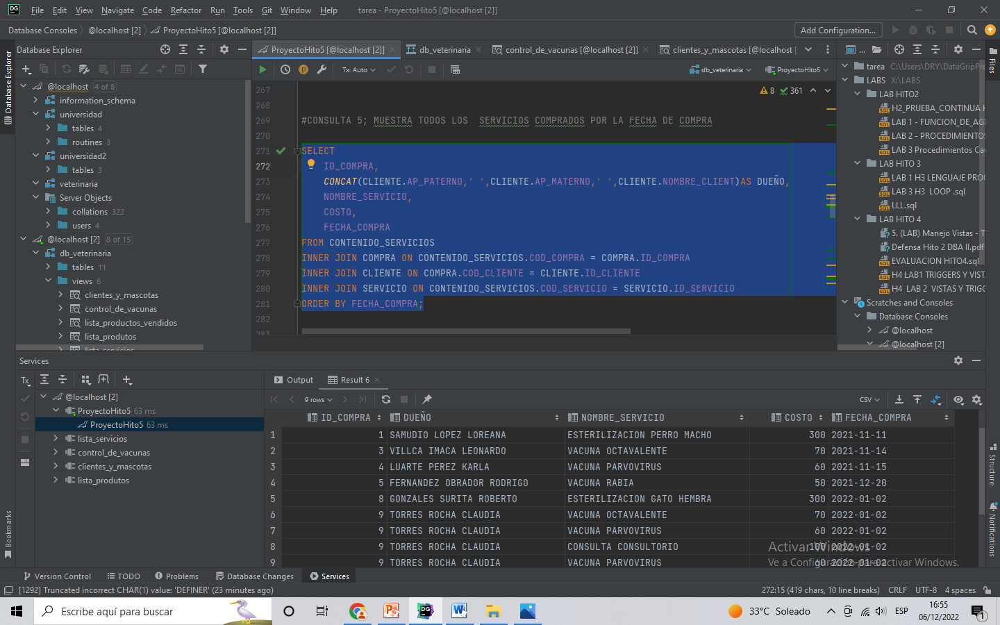 DG File Edit View Navigate Code Refactor Run Tools Git Window Help tarea - ProyectoHito5 [@localhost [2]]
Database Consoles @localhost [2] ProyectoHito5 [@localhost [2]] Add Configuration...
Database Explorer
ProyectoHito5 [@localhost [2]] db_veterinaria control_de_vacunas [@localhost [2]] clientes_y_mascotas [@localhost [
Tx: Auto db_veterinaria ProyectoHito5
Database Explorer
@localhost 4 of 8
information_schema
universidad
tables 4
routines 3
universidad2
tables 3
veterinaria
Server Objects
collations 322
users 4
@localhost [2] 8 of 15
db_veterinaria
tables 11
views 6
clientes_y_mascotas
control_de_vacunas
lista_productos_vendidos
lista_produtos
lista_servicios
8 361
267
268
269 #CONSULTA 5; MUESTRA TODOS LOS SERVICIOS COMPRADOS POR LA FECHA DE COMPRA
270
271 SELECT
272 ID_COMPRA,
273 CONCAT(CLIENTE.AP_PATERNO,' ',CLIENTE.AP_MATERNO,' ',CLIENTE.NOMBRE_CLIENT)AS DUEÑO,
274 NOMBRE_SERVICIO,
275 COSTO,
276 FECHA_COMPRA
277 FROM CONTENIDO_SERVICIOS
278 INNER JOIN COMPRA ON CONTENIDO_SERVICIOS.COD_COMPRA = COMPRA.ID_COMPRA
279 INNER JOIN CLIENTE ON COMPRA.COD_CLIENTE = CLIENTE.ID_CLIENTE
280 INNER JOIN SERVICIO ON CONTENIDO_SERVICIOS.COD_SERVICIO = SERVICIO.ID_SERVICIO
281 ORDER BY FECHA_COMPRA;
282
283
...
tarea C:\Users\DRY\DataGripPro
LABS X:\LABS
LAB HITO2
H2_PRUEBA_CONTINUA H
LAB 1 - FUNCION_DE_AG
LAB 2 - PROCEDIMIENTOS
LAB 3 Procedimientos Ca
LAB HITO 3
LAB 1 H3 LENGUAJE PROC
LAB 3 H3 LOOP .sql
LLL.sql
LAB HITO 4
5. (LAB) Manejo Vistas - T
Defensa Hito 2 DBA II.pdf
EVALUACION HITO4.sql
H4 LAB1 TRIGGERS Y VIST
H4 LAB 2 VISTAS Y TRIGG
Scratches and Consoles
Database Consoles
@localhost
@localhost [2]
Files
Structure
Notifications
Bookmarks
Services
Tx
@localhost [2]
ProyectoHito5 63 ms
ProyectoHito5 63 ms
lista_servicios
control_de_vacunas
clientes_y_mascotas
lista_produtos
Output Result 6
9 rows CSV
ID_COMPRA DUEÑO NOMBRE_SERVICIO COSTO FECHA_COMPRA
1 1 SAMUDIO LOPEZ LOREANA ESTERILIZACION PERRO MACHO 300 2021-11-11
2 3 VILLCA IMACA LEONARDO VACUNA OCTAVALENTE 70 2021-11-14
3 4 LUARTE PEREZ KARLA VACUNA PARVOVIRUS 60 2021-11-15
4 5 FERNANDEZ OBRADOR RODRIGO VACUNA RABIA 50 2021-12-20
5 8 GONZALES SURITA ROBERTO ESTERILIZACION GATO HEMBRA 300 2022-01-02
6 9 TORRES ROCHA CLAUDIA VACUNA OCTAVALENTE 70 2022-01-02
7 9 TORRES ROCHA CLAUDIA VACUNA PARVOVIRUS 60 2022-01-02
8 9 TORRES ROCHA CLAUDIA CONSULTA CONSULTORIO 100 2022-01-02
9 9 TORRES ROCHA CLAUDIA VACUNA PARVOVIRUS 60 2022-01-02
Activar Windows
Ve a Configuración para activar Windows.
Version Control TODO Problems Database Changes Services
[1292] Truncated incorrect CHAR(1) value: 'DEFINER' (23 minutes ago) 272:15 (419 chars, 10 line breaks) CRLF UTF-8 4 spaces
Escribe aquí para buscar
33°C Soleado ESP 16:55
06/12/2022 1